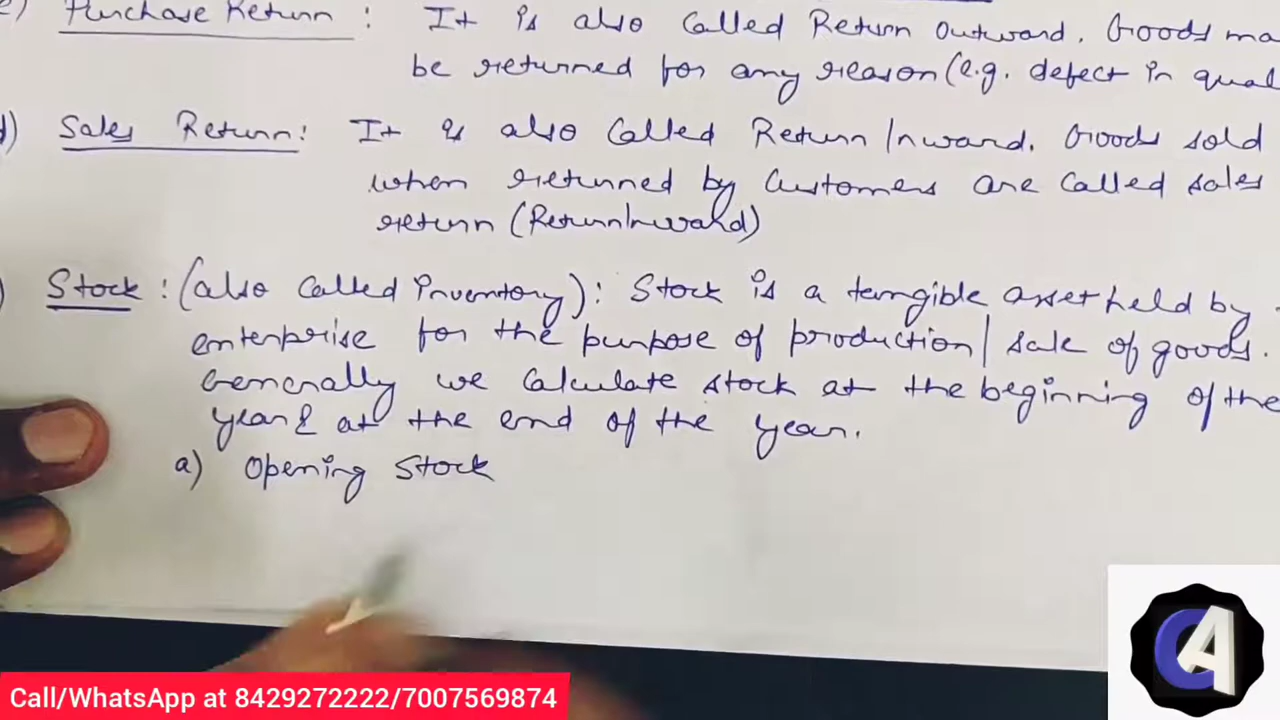 c) Purchase Return : It is also Called Return Outward. Goods ma
be returned for any reason (e.g. defect in qual
d) Sales Return: It is also Called Return Inward. Goods sold
when returned by Customers are Called sales
return (Return Inward)
) Stock : (also Called Inventory): Stock is a tangible asset held by
enterprise for the purpose of production/ sale of goods.
Generally we Calculate stock at the beginning of the
year & at the end of the year.
a) Opening Stock
CA
Call/WhatsApp at 8429272222/7007569874